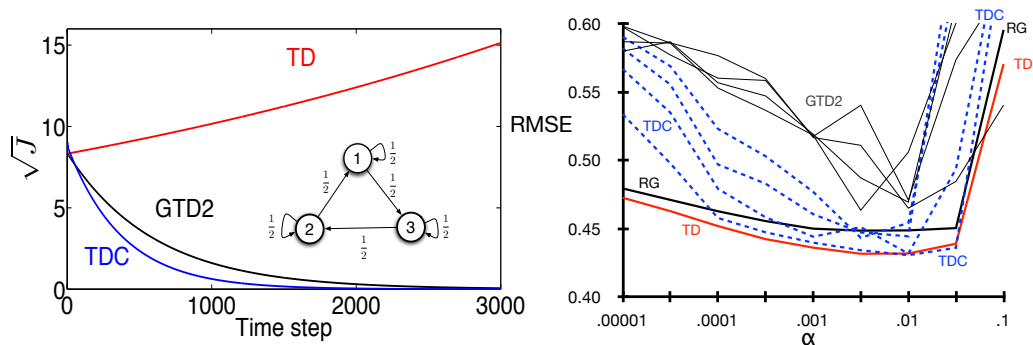 15
TD
10
√J
5
0
0
1000
2000
3000
Time step
GTD2
TDC
1
2
3
1/2
1/2
1/2
1/2
1/2
1/2
0.60
0.55
0.50
0.45
0.40
RMSE
.00001
.0001
.001
.01
.1
α
GTD2
TDC
RG
TD
TDC
RG
TD
TDC